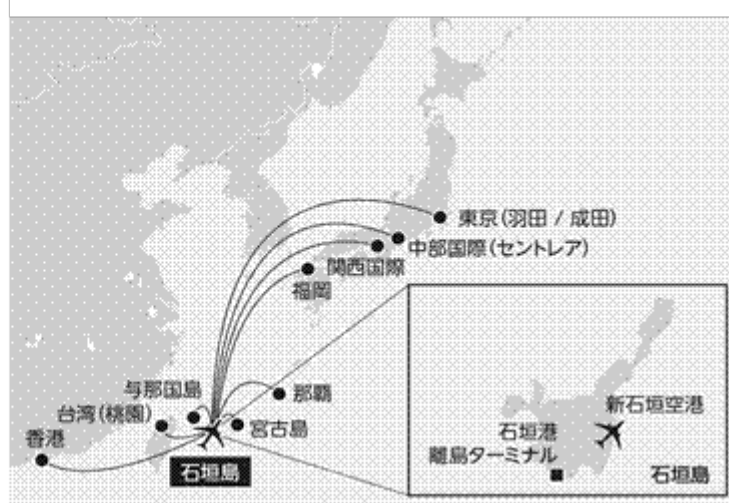 東京(羽田 / 成田)
中部国際(セントレア)
関西国際
福岡
与那国島
那覇
台湾(桃園)
宮古島
香港
石垣島
新石垣空港
石垣港
離島ターミナル
石垣島